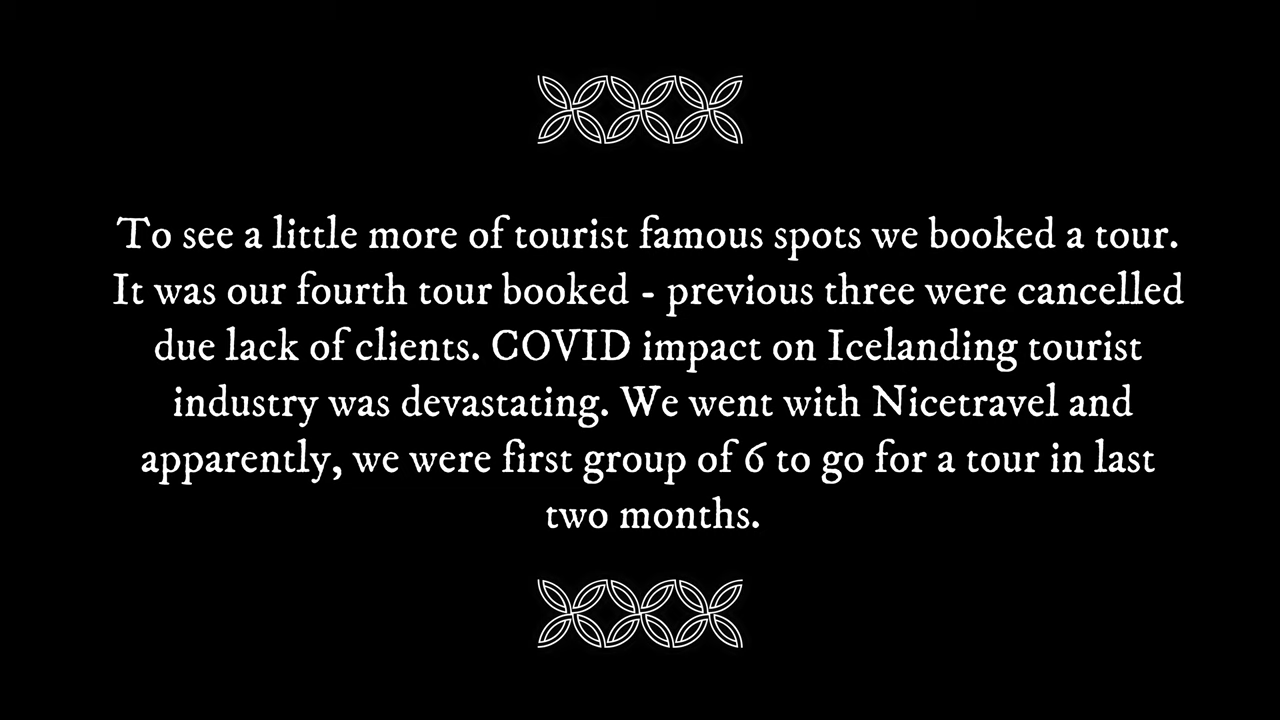 To see a little more of tourist famous spots we booked a tour.
It was our fourth tour booked - previous three were cancelled
due lack of clients. COVID impact on Icelanding tourist
industry was devastating. We went with Nicetravel and
apparently, we were first group of 6 to go for a tour in last
two months.